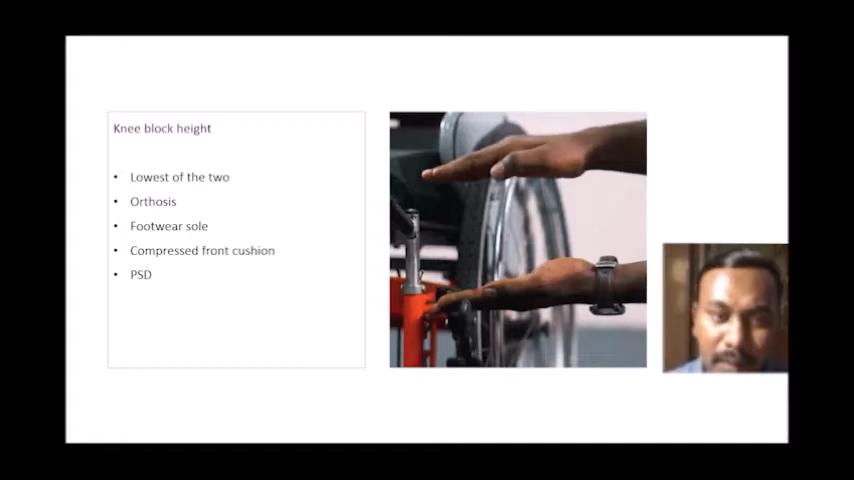 Knee block height
• Lowest of the two
• Orthosis
• Footwear sole
• Compressed front cushion
• PSD